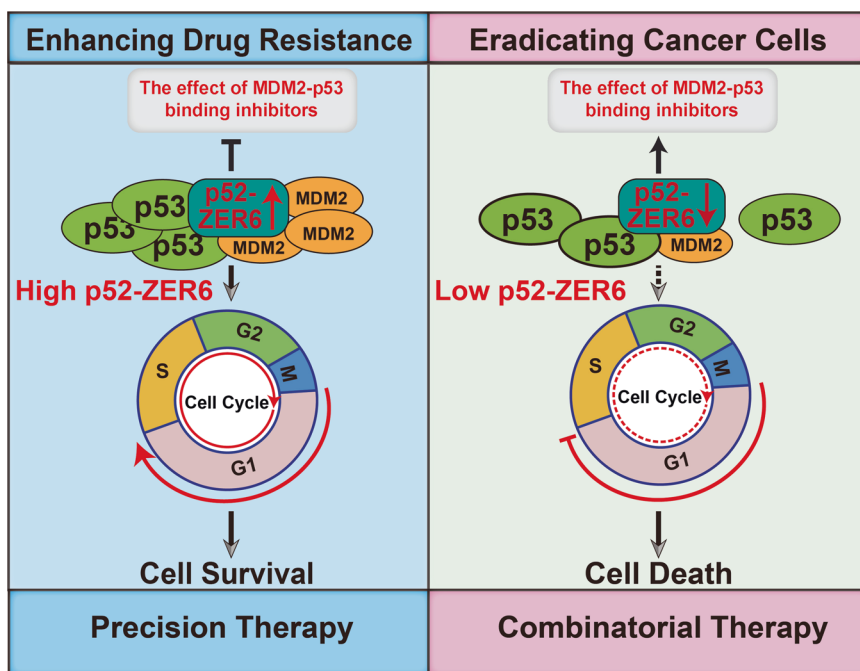 Enhancing Drug Resistance
The effect of MDM2-p53
binding inhibitors
p53
p53
p53
p52-
ZER6
MDM2
MDM2
MDM2
High p52-ZER6
G2
S
M
Cell Cycle
G1
Cell Survival
Precision Therapy
Eradicating Cancer Cells
The effect of MDM2-p53
binding inhibitors
p53
p53
p52-
ZER6
MDM2
p53
Low p52-ZER6
G2
S
M
Cell Cycle
G1
Cell Death
Combinatorial Therapy